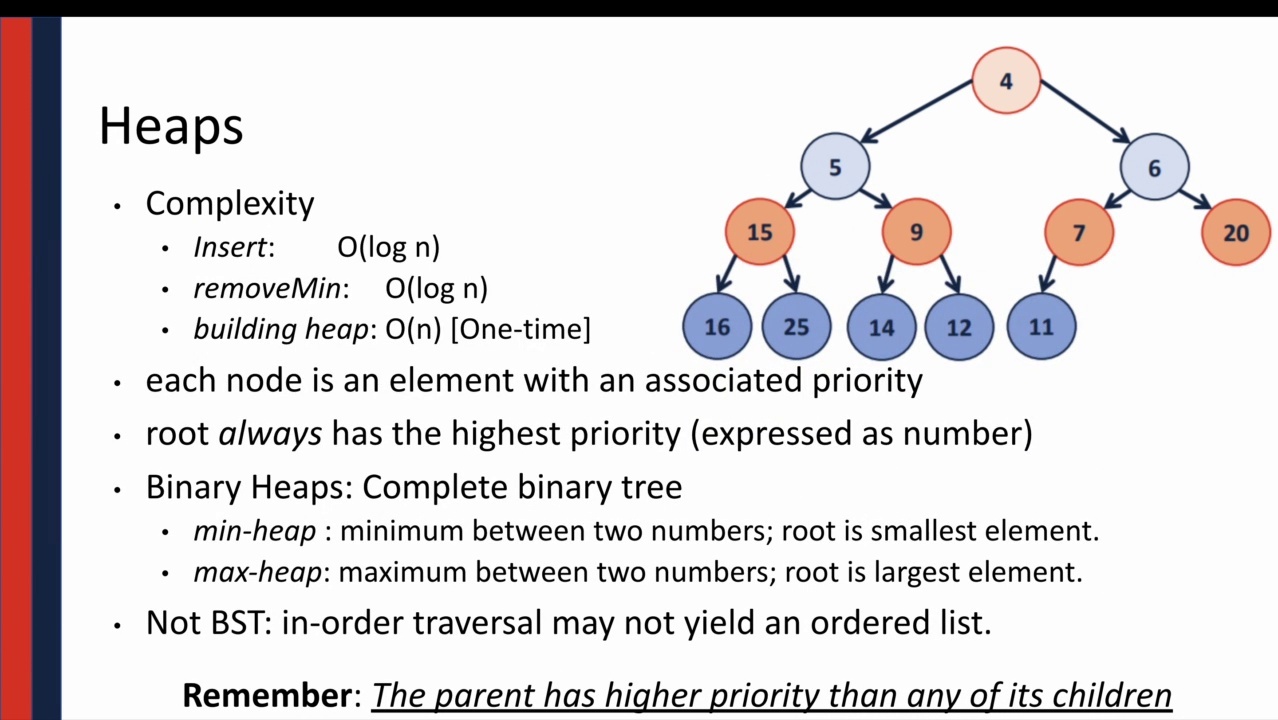 Heaps
• Complexity
• Insert: O(log n)
• removeMin: O(log n)
• building heap: O(n) [One-time]
• each node is an element with an associated priority
• root always has the highest priority (expressed as number)
• Binary Heaps: Complete binary tree
• min-heap : minimum between two numbers; root is smallest element.
• max-heap: maximum between two numbers; root is largest element.
• Not BST: in-order traversal may not yield an ordered list.
Remember: The parent has higher priority than any of its children
4
5 6
15 9 7 20
16 25 14 12 11